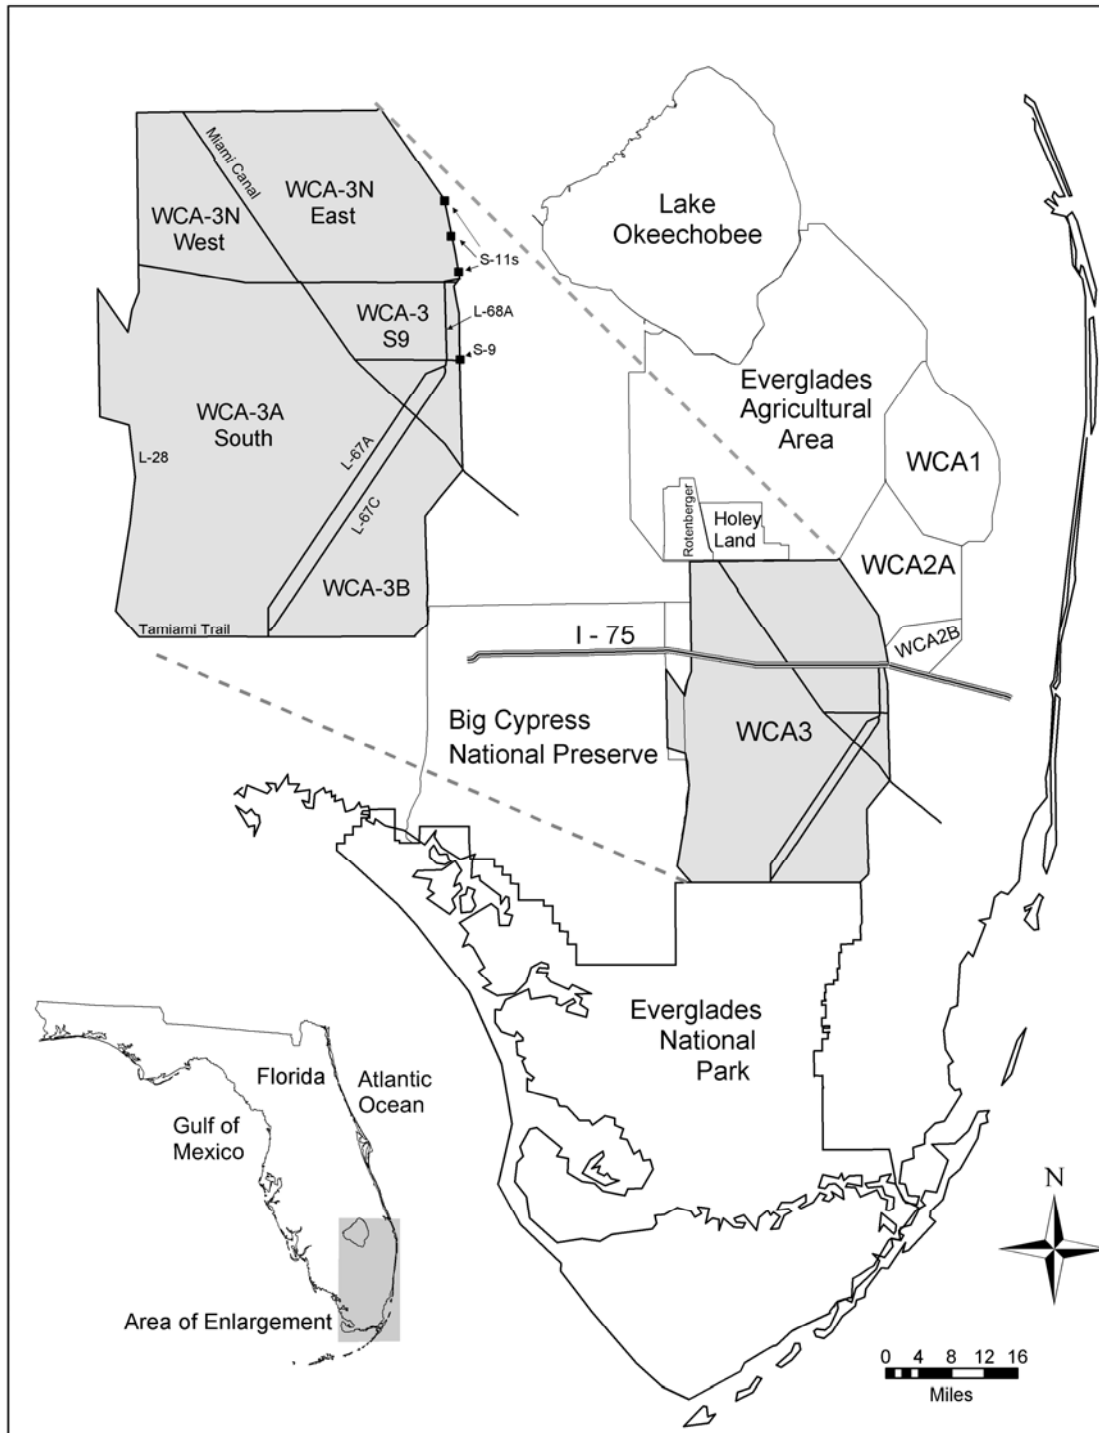 Miami Canal
WCA-3N
East
WCA-3N
West
S-11s
WCA-3
S9
L-68A
S-9
WCA-3A
South
L-28
L-67A
L-67C
WCA-3B
Tamiami Trail
Lake
Okeechobee
Everglades
Agricultural
Area
WCA1
Rotenberger
Holey
Land
WCA2A
WCA2B
I - 75
Big Cypress
National Preserve
WCA3
Everglades
National
Park
Florida
Atlantic
Ocean
Gulf of
Mexico
Area of Enlargement
N
0 4 8 12 16
Miles